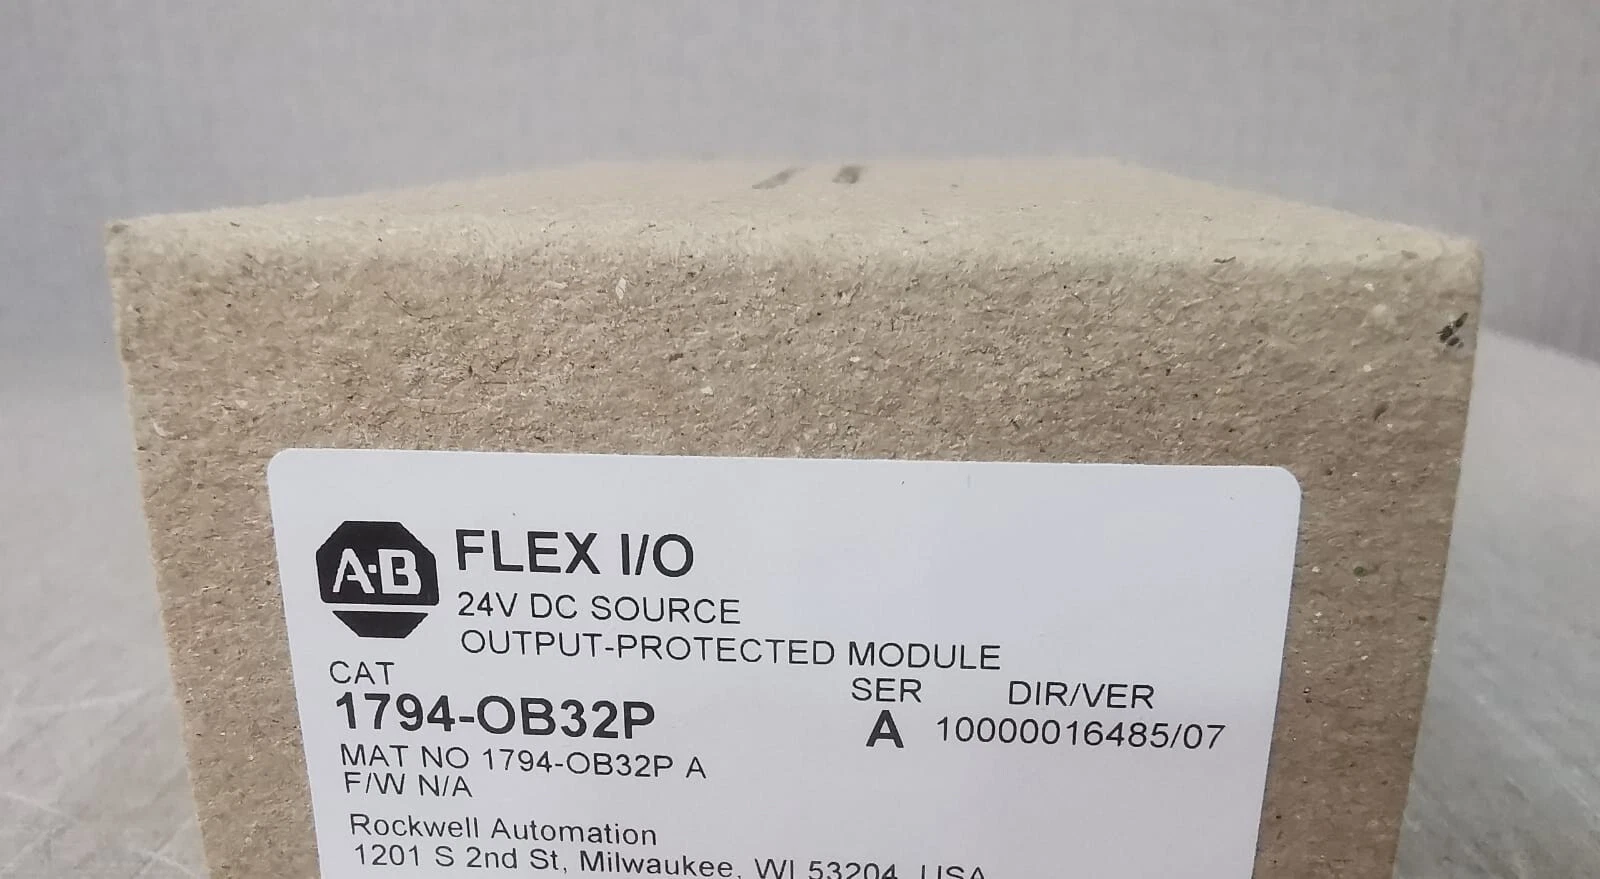 A·B FLEX I/O
24V DC SOURCE
OUTPUT-PROTECTED MODULE
CAT SER DIR/VER
1794-OB32P A 10000016485/07
MAT NO 1794-OB32P A
F/W N/A
Rockwell Automation
1201 S 2nd St, Milwaukee, WI 53204, USA